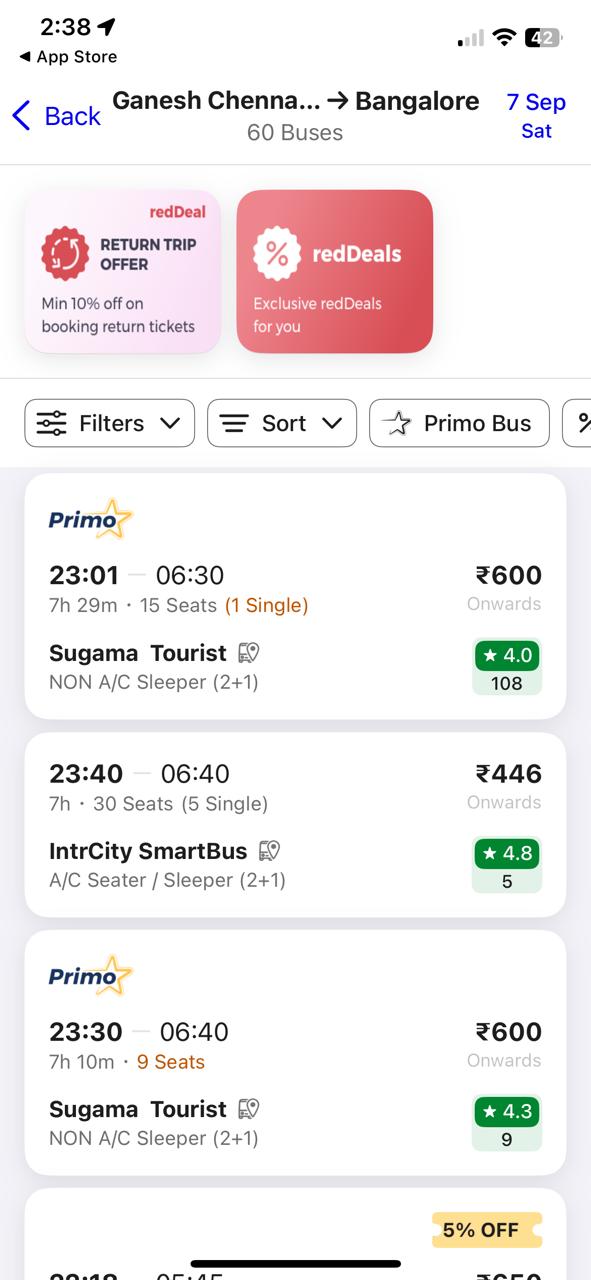 2:38
42
◀ App Store
Back
Ganesh Chenna... → Bangalore
60 Buses
7 Sep
Sat
redDeal
RETURN TRIP
OFFER
Min 10% off on
booking return tickets
redDeals
Exclusive redDeals
for you
Filters
Sort
Primo Bus
Primo
23:01 — 06:30
₹600
7h 29m · 15 Seats (1 Single)
Onwards
Sugama Tourist
★ 4.0
NON A/C Sleeper (2+1)
108
23:40 — 06:40
₹446
7h · 30 Seats (5 Single)
Onwards
IntrCity SmartBus
★ 4.8
A/C Seater / Sleeper (2+1)
5
Primo
23:30 — 06:40
₹600
7h 10m · 9 Seats
Onwards
Sugama Tourist
★ 4.3
NON A/C Sleeper (2+1)
9
5% OFF